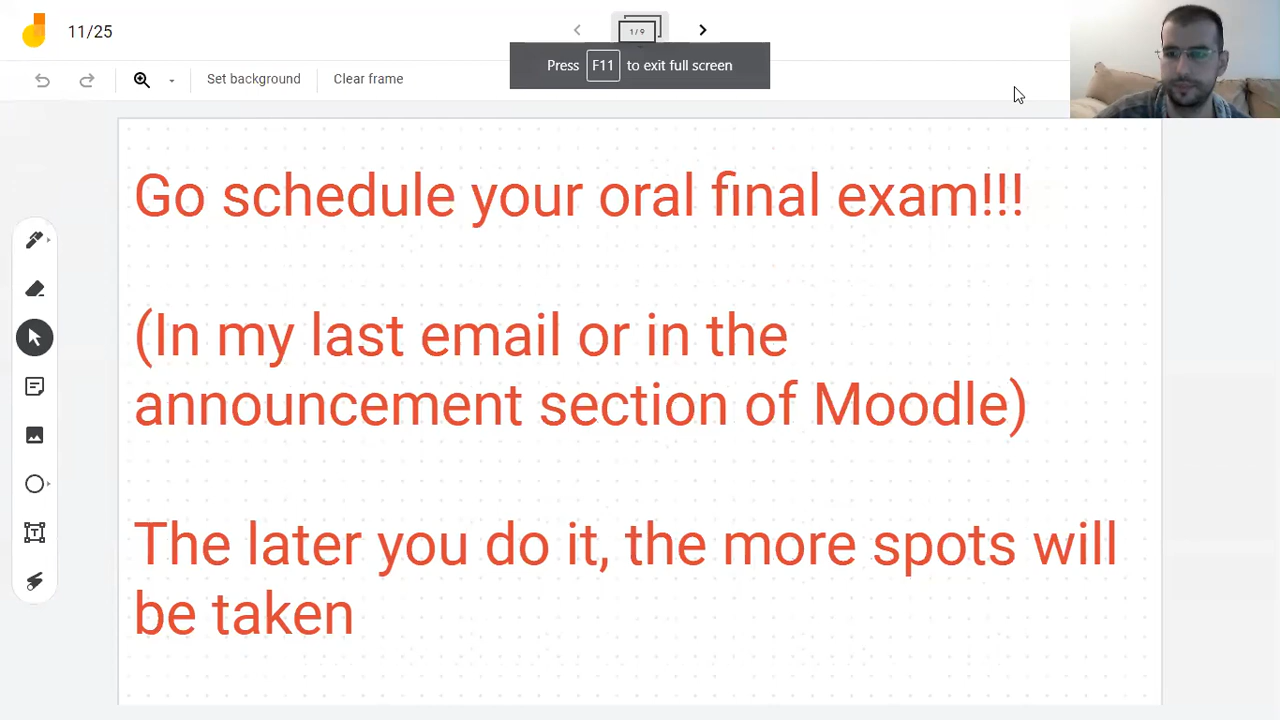 11/25
1/9
Press F11 to exit full screen
Set background
Clear frame
Go schedule your oral final exam!!!
(In my last email or in the
announcement section of Moodle)
The later you do it, the more spots will
be taken